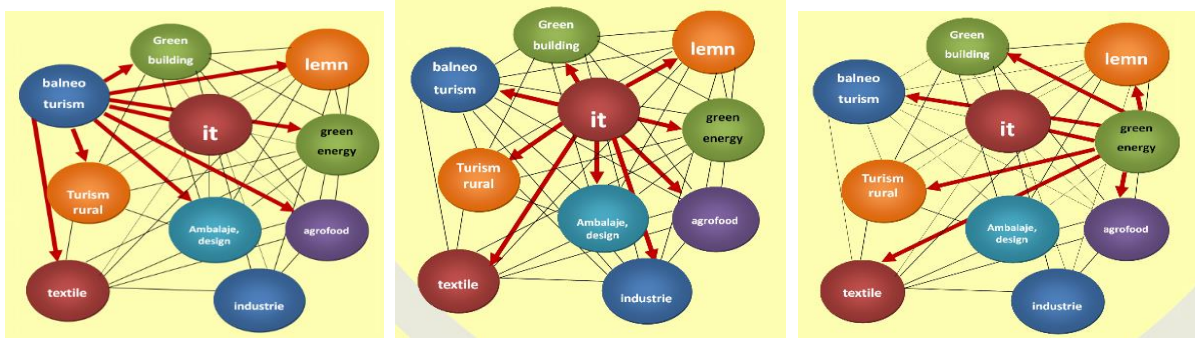 Green
building
lemn
balneo
turism
it
green
energy
Turism
rural
Ambalaje,
design
agrofood
textile
industrie
Green
building
lemn
balneo
turism
it
green
energy
Turism
rural
Ambalaje,
design
agrofood
textile
industrie
Green
building
lemn
balneo
turism
it
green
energy
Turism
rural
Ambalaje,
design
agrofood
textile
industrie